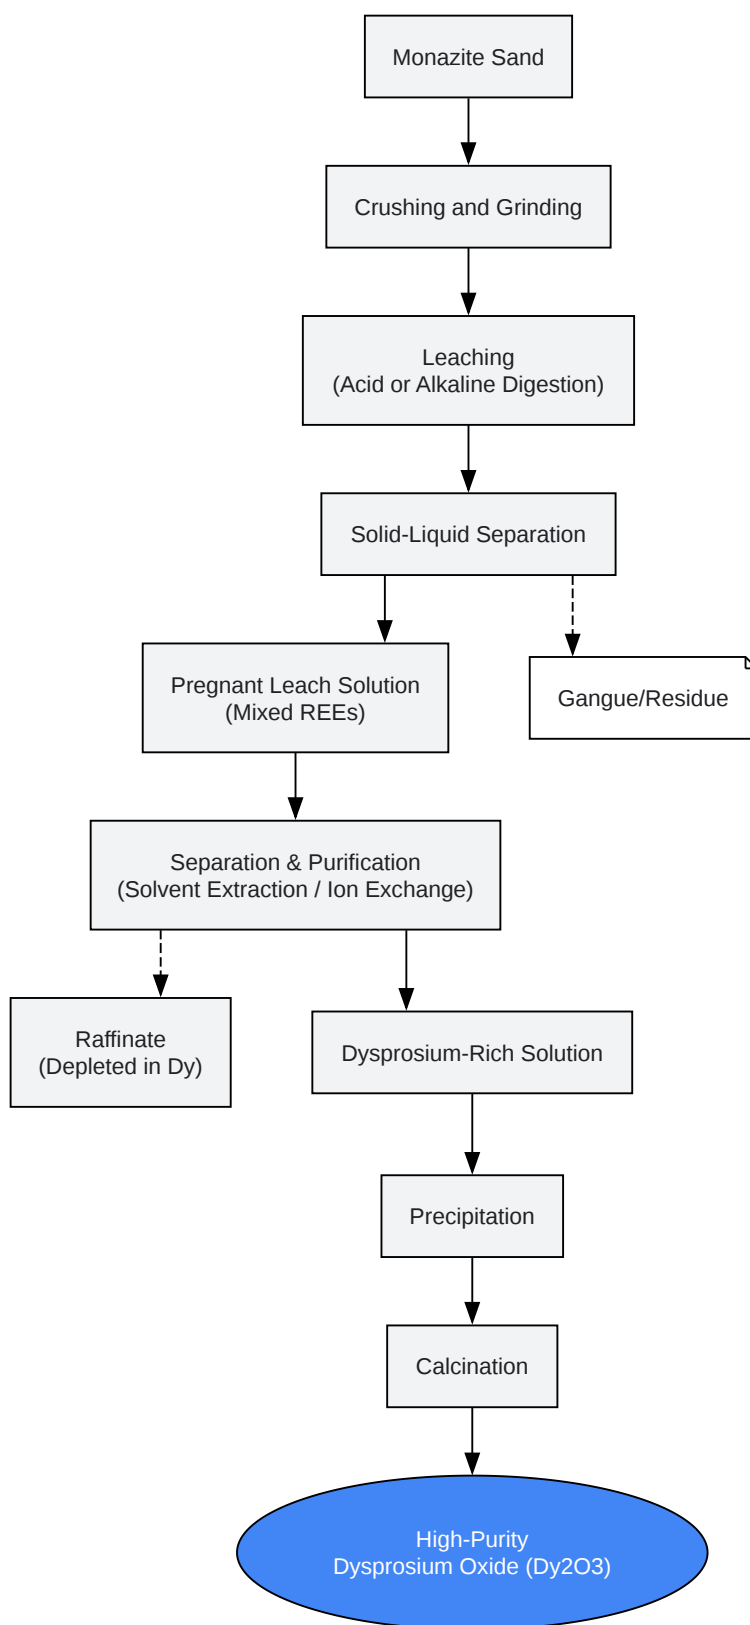 Monazite Sand
Crushing and Grinding
Leaching
(Acid or Alkaline Digestion)
Solid-Liquid Separation
Pregnant Leach Solution
(Mixed REEs)
Gangue/Residue
Separation & Purification
(Solvent Extraction / Ion Exchange)
Raffinate
(Depleted in Dy)
Dysprosium-Rich Solution
Precipitation
Calcination
High-Purity
Dysprosium Oxide (Dy2O3)